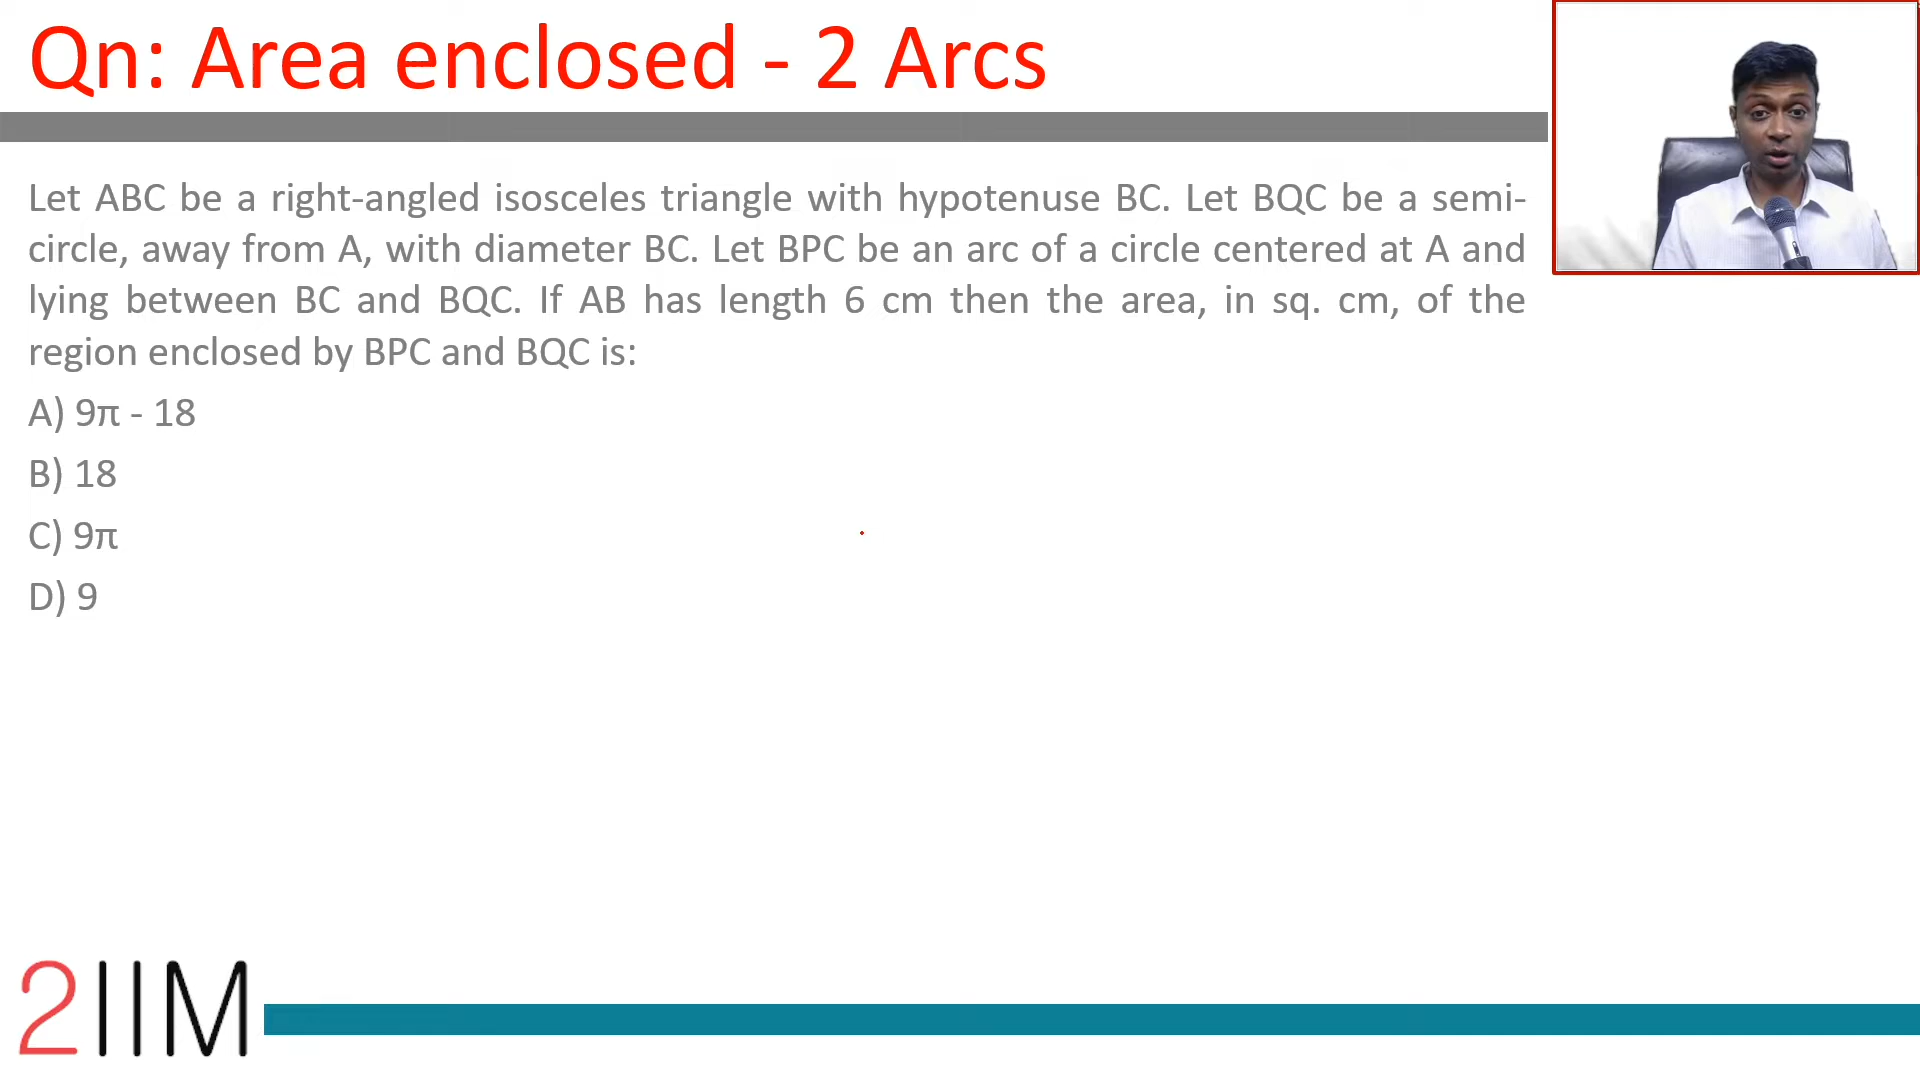 Qn: Area enclosed - 2 Arcs
Let ABC be a right-angled isosceles triangle with hypotenuse BC. Let BQC be a semi-
circle, away from A, with diameter BC. Let BPC be an arc of a circle centered at A and
lying between BC and BQC. If AB has length 6 cm then the area, in sq. cm, of the
region enclosed by BPC and BQC is:
A) 9π - 18
B) 18
C) 9π
D) 9
2IIM